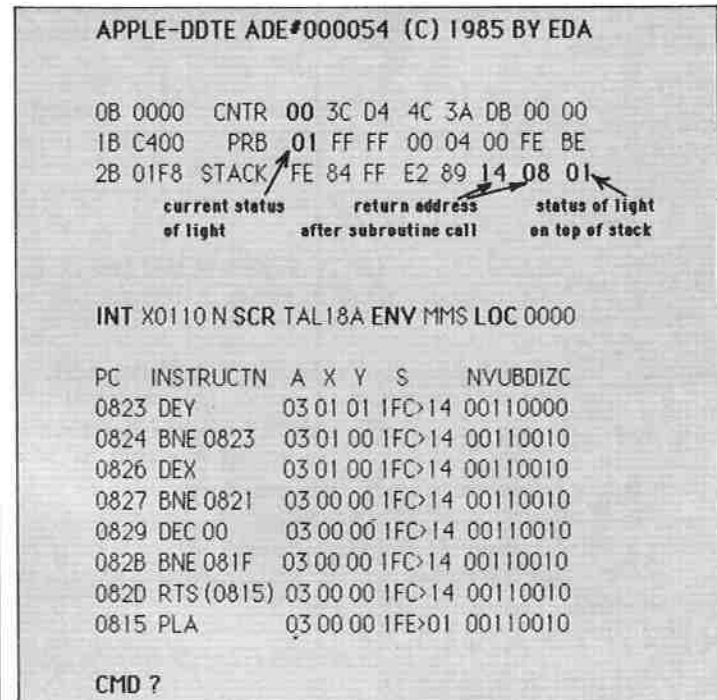 APPLE-DDTE ADE#000054 (C) 1985 BY EDA
0B 0000 CNTR 00 3C D4 4C 3A DB 00 00
1B C400 PRB 01 FF FF 00 04 00 FE BE
2B 01F8 STACK FE 84 FF E2 89 14 08 01
current status return address status of light
of light after subroutine call on top of stack
INT X0110 N SCR TAL18A ENV MMS LOC 0000
PC INSTRUCTN A X Y S NVUBDIZC
0823 DEY 03 01 01 1FC>14 00110000
0824 BNE 0823 03 01 00 1FC>14 00110010
0826 DEX 03 01 00 1FC>14 00110010
0827 BNE 0821 03 00 00 1FC>14 00110010
0829 DEC 00 03 00 00 1FC>14 00110010
082B BNE 081F 03 00 00 1FC>14 00110010
082D RTS (0815) 03 00 00 1FC>14 00110010
0815 PLA 03 00 00 1FE>01 00110010
CMD ?